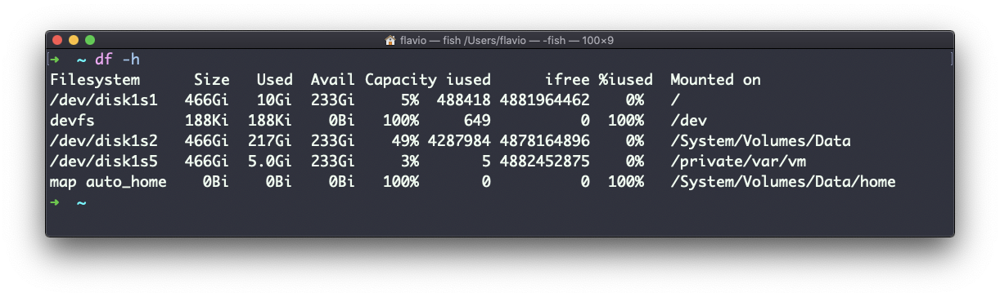 flavio — fish /Users/flavio — -fish — 100×9
➜  ~ df -h
Filesystem      Size   Used  Avail Capacity iused      ifree %iused  Mounted on
/dev/disk1s1   466Gi   10Gi  233Gi     5%  488418 4881964462    0%   /
devfs          188Ki  188Ki    0Bi   100%     649          0  100%   /dev
/dev/disk1s2   466Gi  217Gi  233Gi    49% 4287984 4878164896    0%   /System/Volumes/Data
/dev/disk1s5   466Gi  5.0Gi  233Gi     3%       5 4882452875    0%   /private/var/vm
map auto_home    0Bi    0Bi    0Bi   100%       0          0  100%   /System/Volumes/Data/home
➜  ~